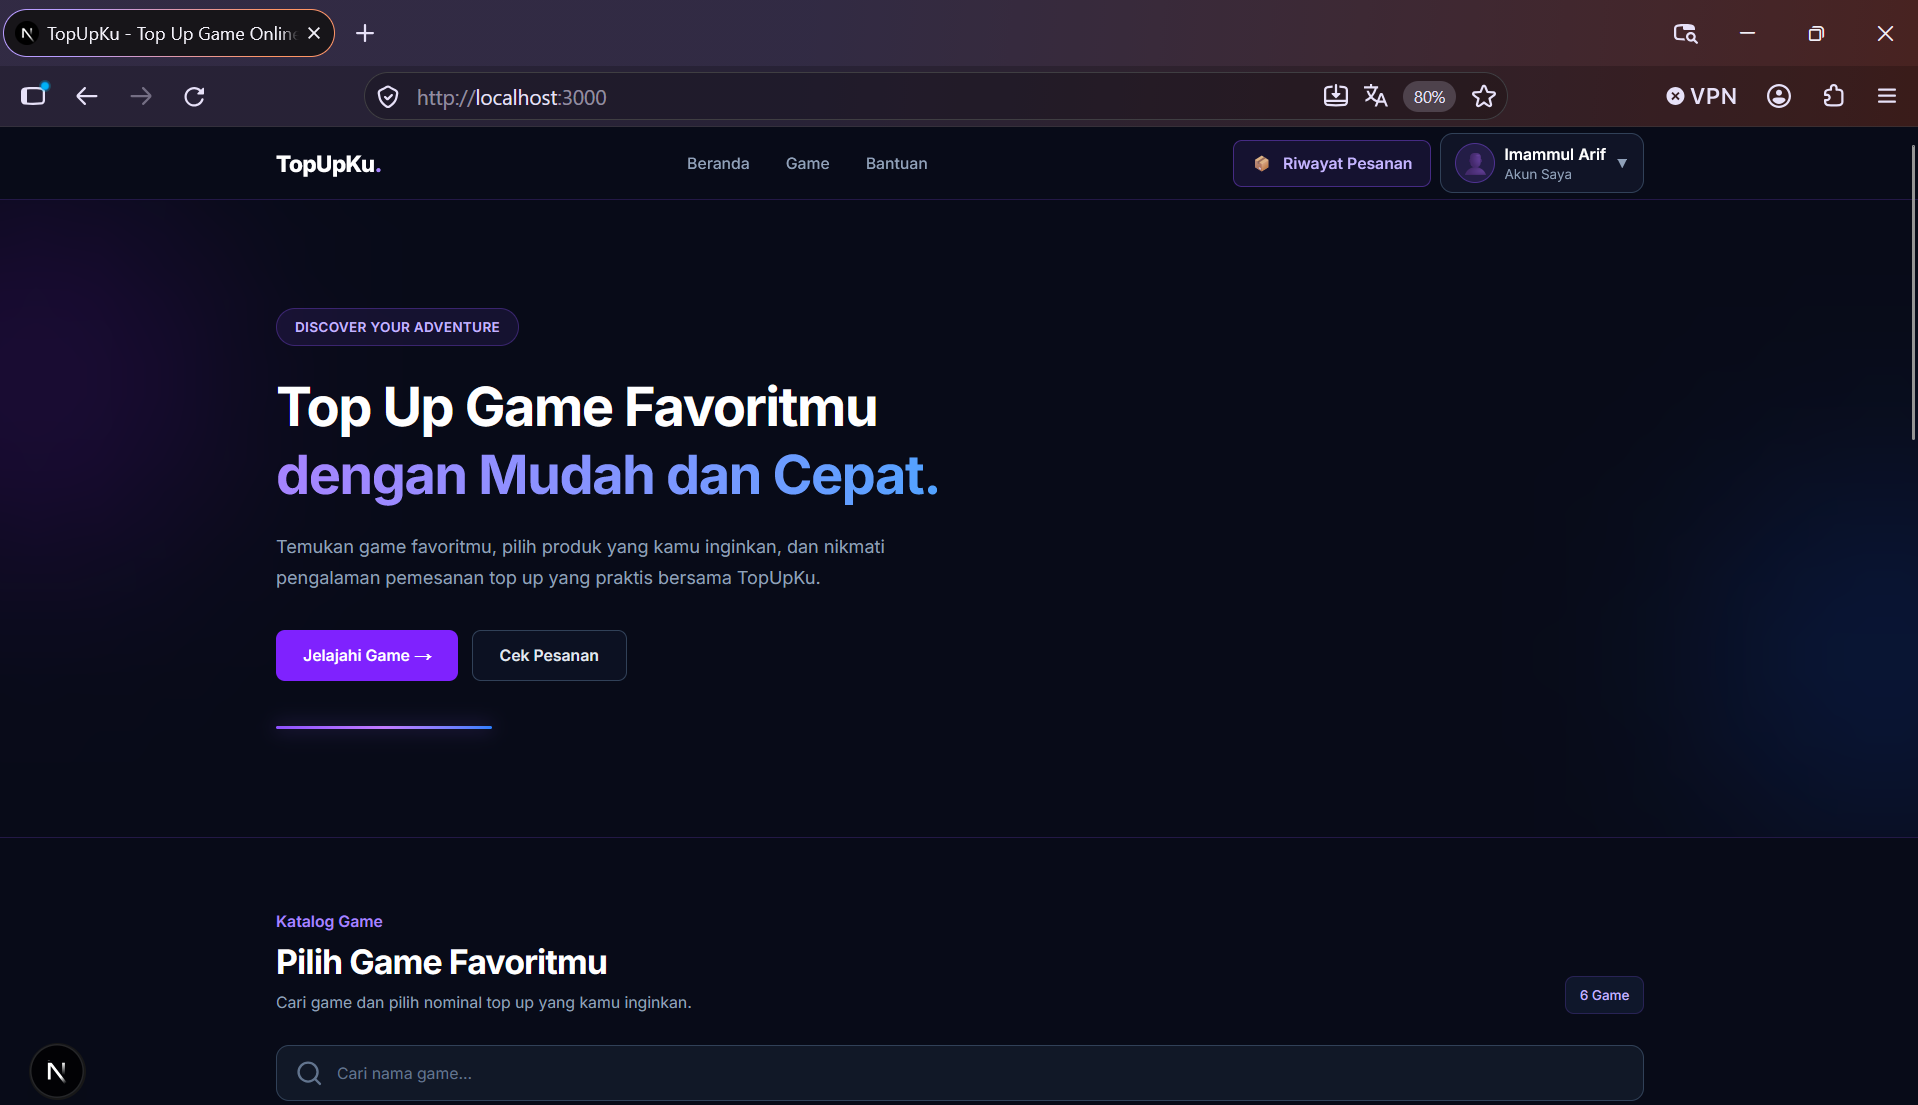 TopUpKu - Top Up Game Online
http://localhost:3000
80%
VPN
TopUpKu.
Beranda
Game
Bantuan
Riwayat Pesanan
Imammul Arif
Akun Saya
DISCOVER YOUR ADVENTURE
Top Up Game Favoritmu
dengan Mudah dan Cepat.
Temukan game favoritmu, pilih produk yang kamu inginkan, dan nikmati
pengalaman pemesanan top up yang praktis bersama TopUpKu.
Jelajahi Game →
Cek Pesanan
Katalog Game
Pilih Game Favoritmu
Cari game dan pilih nominal top up yang kamu inginkan.
6 Game
Cari nama game...
N